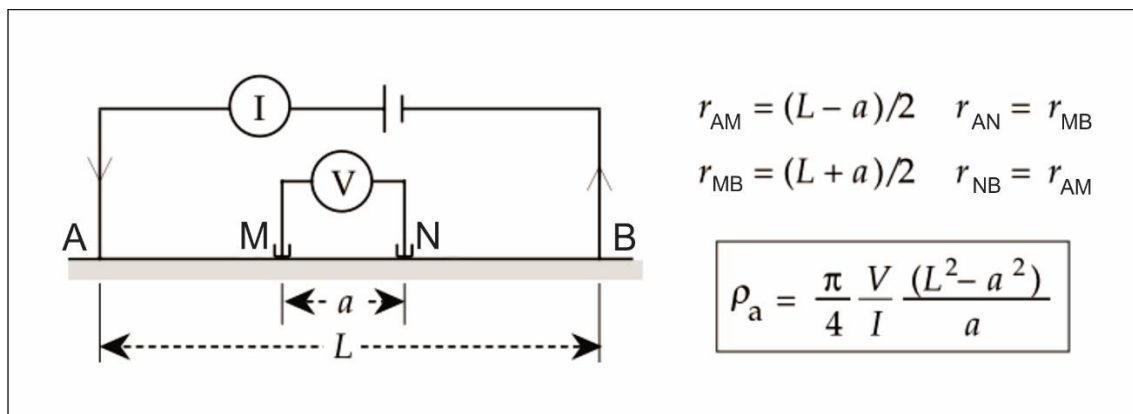 I
V
A M N B
a
L
r_AM = (L – a)/2 r_AN = r_MB
r_MB = (L + a)/2 r_NB = r_AM
ρ_a = π/4 V/I (L² – a²)/a